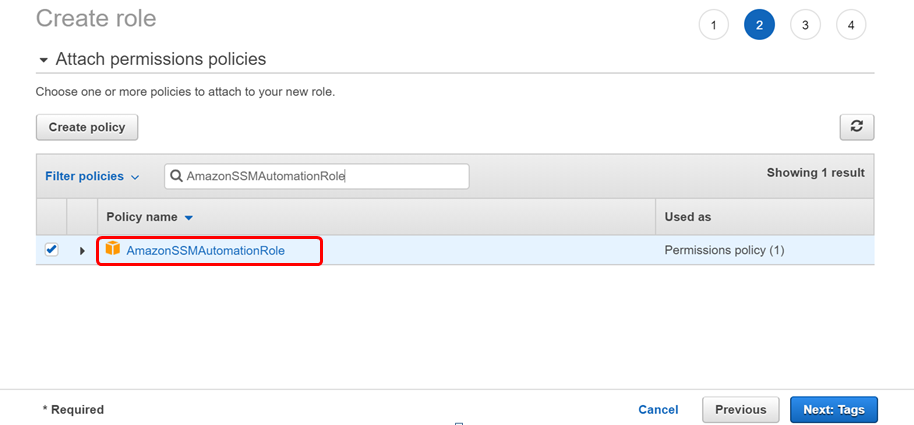 Create role
1 2 3 4
Attach permissions policies
Choose one or more policies to attach to your new role.
Create policy
Filter policies AmazonSSMAutomationRole Showing 1 result
Policy name Used as
AmazonSSMAutomationRole Permissions policy (1)
* Required Cancel Previous Next: Tags